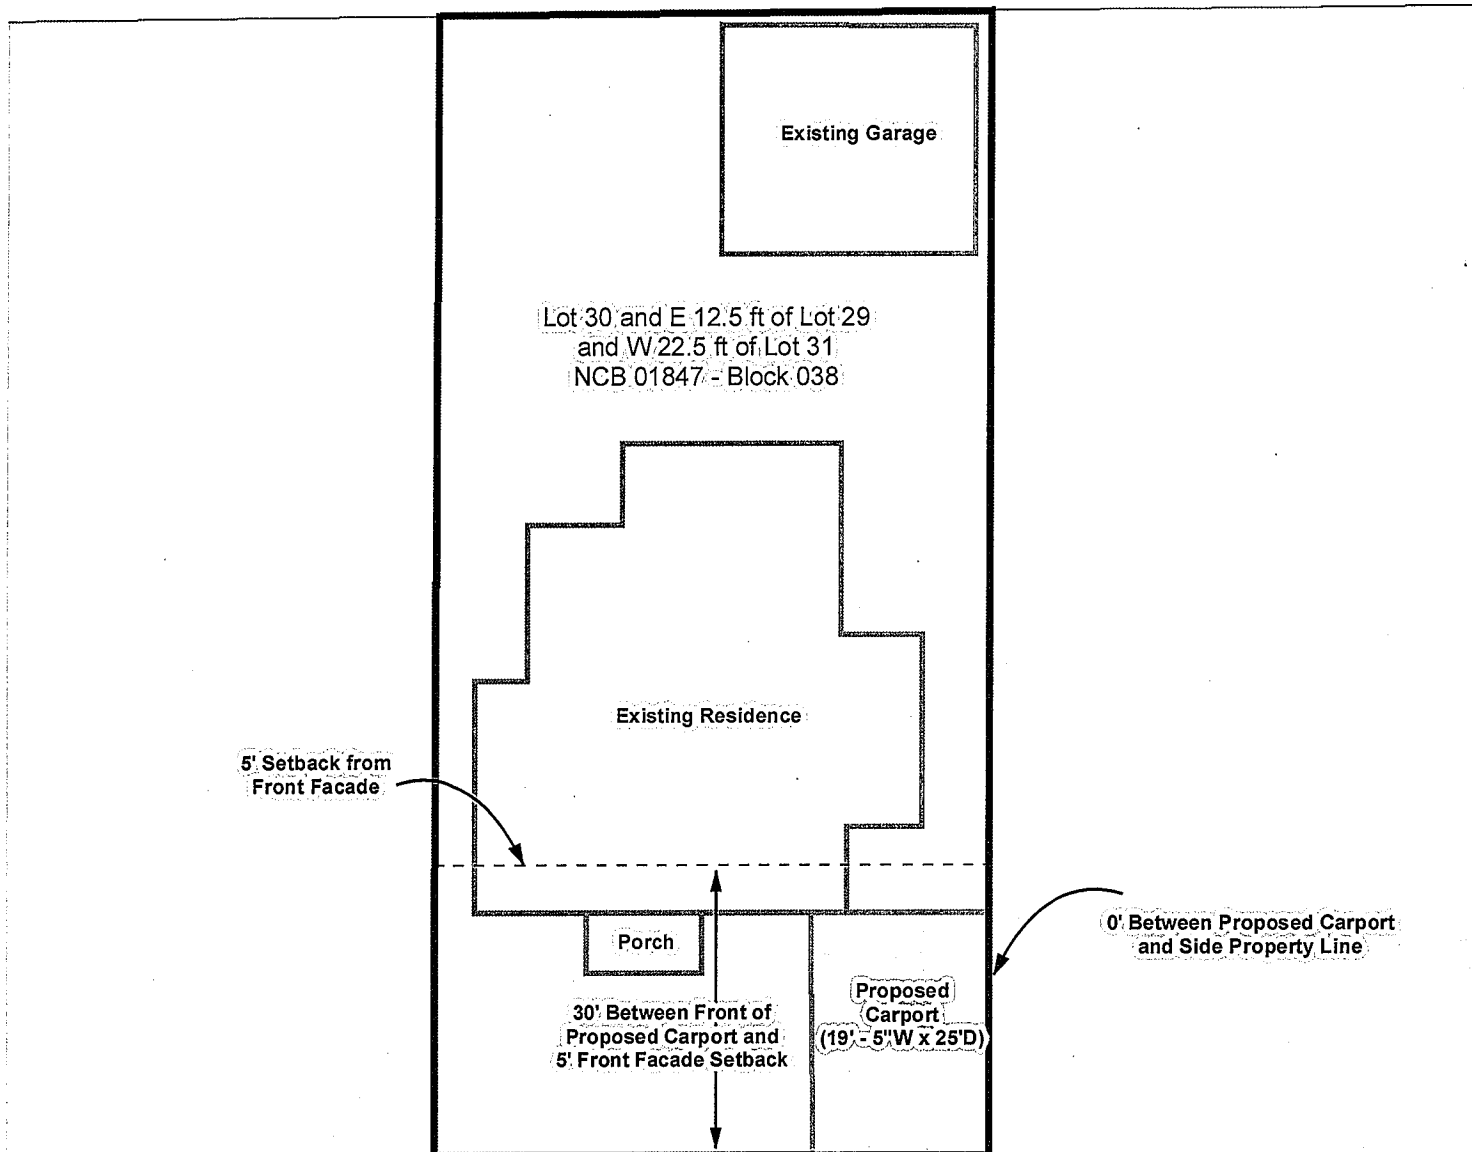 Existing Garage
Lot 30 and E 12.5 ft of Lot 29
and W 22.5 ft of Lot 31
NCB 01847 - Block 038
Existing Residence
5' Setback from
Front Facade
0' Between Proposed Carport
and Side Property Line
Porch
30' Between Front of
Proposed Carport and
5' Front Facade Setback
Proposed
Carport
(19' - 5"W x 25'D)